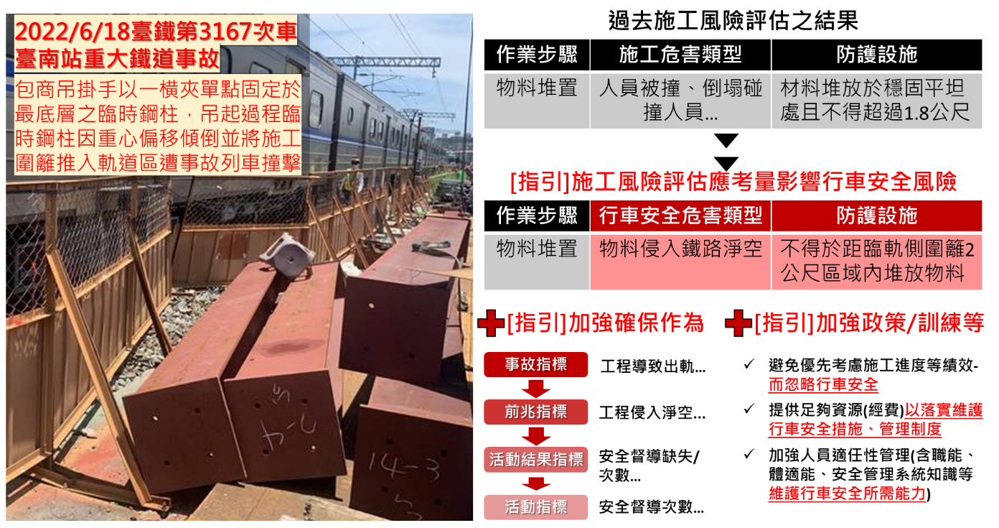 2022/6/18臺鐵第3167次車
臺南站重大鐵道事故
包商吊掛手以一橫夾單點固定於
最底層之臨時鋼柱，吊起過程臨
時鋼柱因重心偏移傾倒並將施工
圍籬推入軌道區遭事故列車撞擊
14-3
過去施工風險評估之結果
作業步驟 施工危害類型 防護設施
物料堆置
人員被撞、倒塌碰
撞人員...
材料堆放於穩固平坦
處且不得超過1.8公尺
[指引]施工風險評估應考量影響行車安全風險
作業步驟 行車安全危害類型 防護設施
物料堆置
物料侵入鐵路淨空
不得於距臨軌側圍籬2
公尺區域內堆放物料
[指引]加強確保作為
事故指標 工程導致出軌...
前兆指標 工程侵入淨空...
活動結果指標
安全督導缺失/
次數...
活動指標 安全督導次數...
[指引]加強政策/訓練等
✓ 避免優先考慮施工進度等績效-
而忽略行車安全
✓ 提供足夠資源(經費)以落實維護
行車安全措施、管理制度
✓ 加強人員適任性管理(含職能、
體適能、安全管理系統知識等
維護行車安全所需能力)